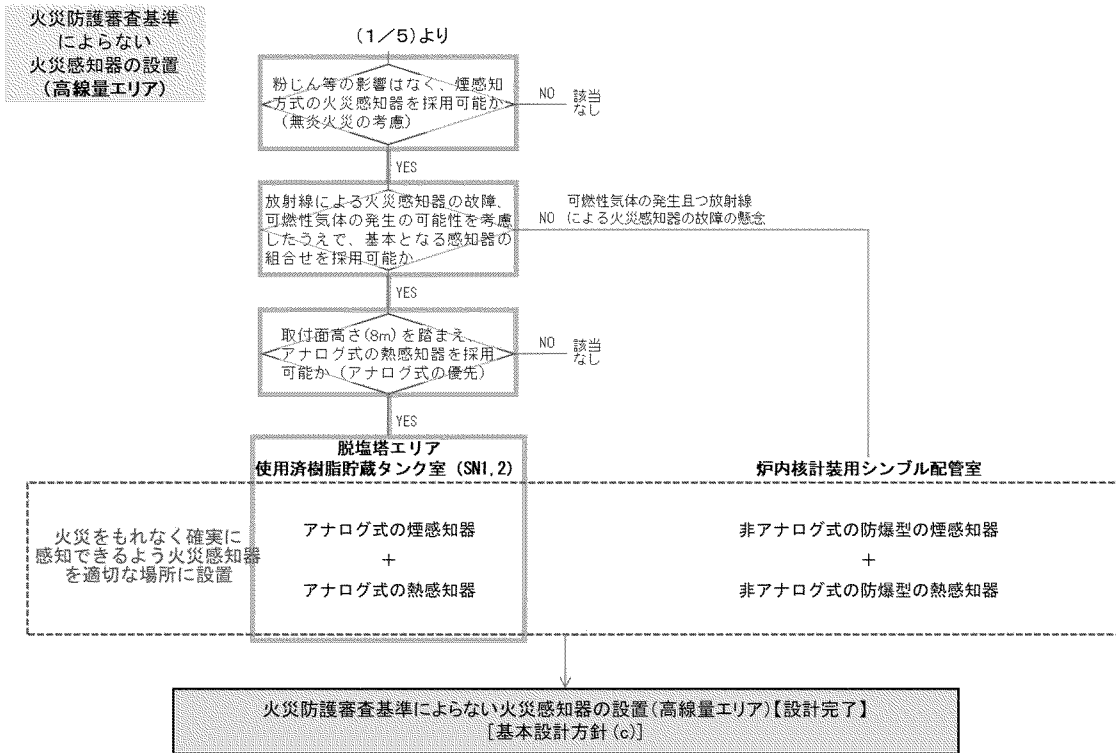 火災防護審査基準
によらない
火災感知器の設置
(高線量エリア)
(1／5)より
粉じん等の影響はなく、煙感知
方式の火災感知器を採用可能か
(無炎火災の考慮)
NO
該当
なし
YES
放射線による火災感知器の故障、
可燃性気体の発生の可能性を考慮
したうえで、基本となる感知器の
組合せを採用可能か
NO
可燃性気体の発生且つ放射線
による火災感知器の故障の懸念
YES
取付面高さ(8m)を踏まえ、
アナログ式の熱感知器を採用
可能か(アナログ式の優先)
NO
該当
なし
YES
脱塩塔エリア
使用済樹脂貯蔵タンク室(SN1,2)
炉内核計装用シンブル配管室
火災をもれなく確実に
感知できるよう火災感知器
を適切な場所に設置
アナログ式の煙感知器
+
アナログ式の熱感知器
非アナログ式の防爆型の煙感知器
+
非アナログ式の防爆型の熱感知器
火災防護審査基準によらない火災感知器の設置(高線量エリア)【設計完了】
[基本設計方針(c)]